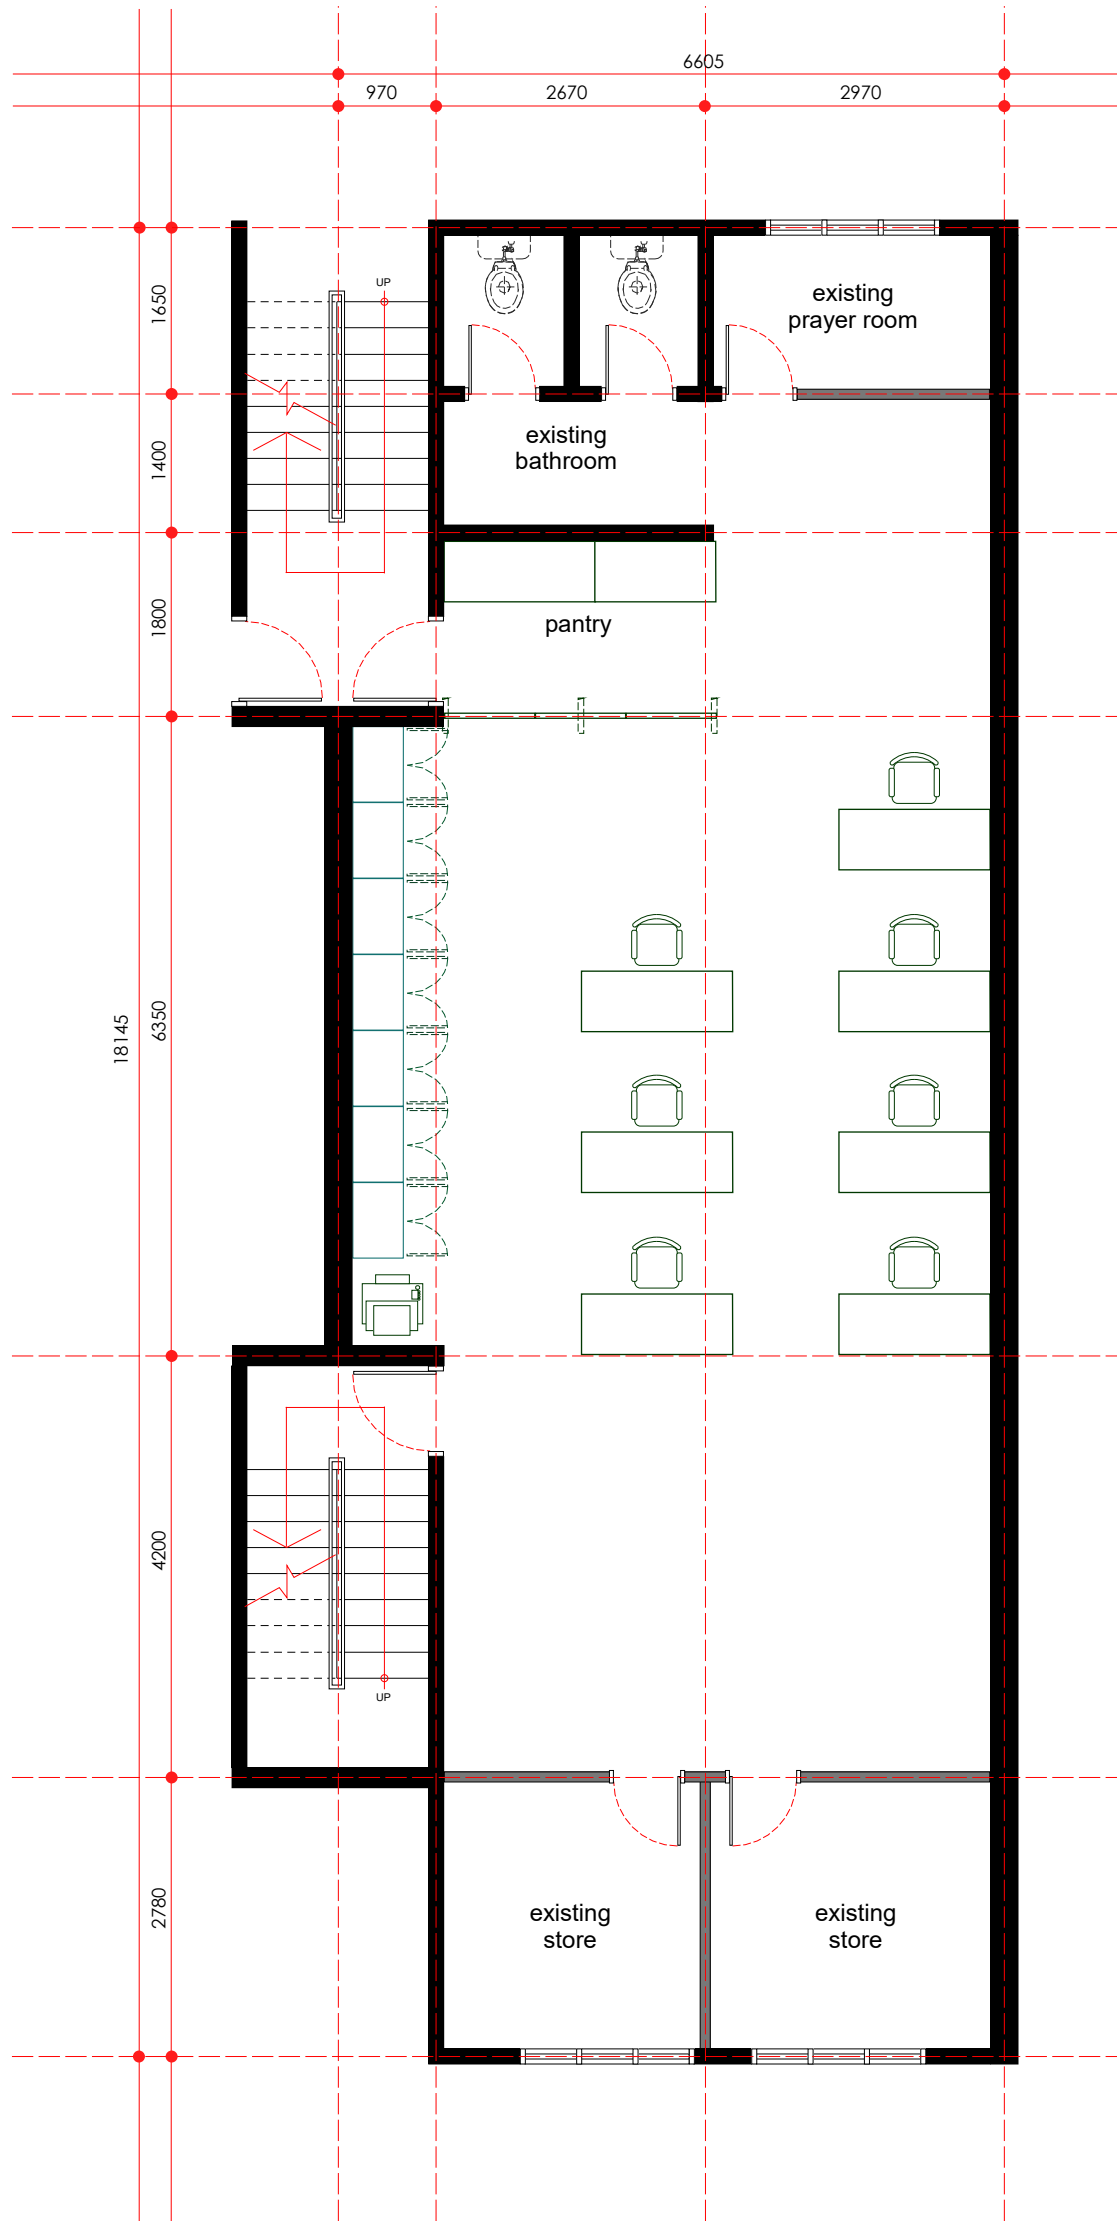 6605
970
2670
2970
1650
UP
existing
prayer room
1400
existing
bathroom
1800
pantry
18145
6350
4200
UP
2780
existing
store
existing
store